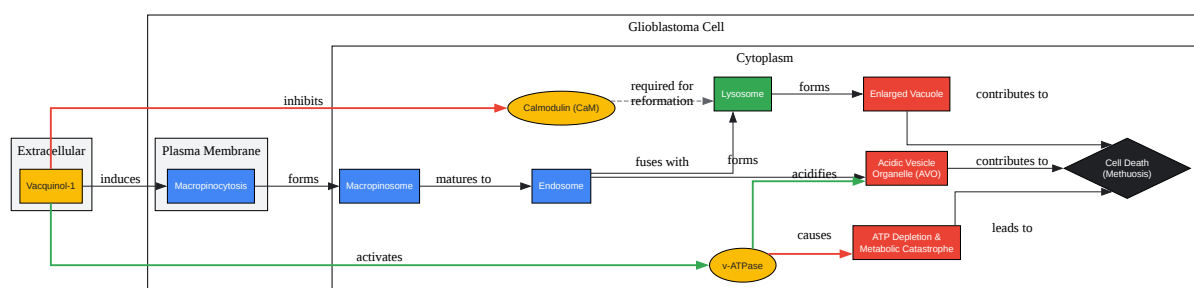 Glioblastoma Cell
Cytoplasm
required for
reformation
Lysosome
forms
Enlarged Vacuole
contributes to
inhibits
Calmodulin (CaM)
Extracellular
Vacquinol-1
induces
Plasma Membrane
Macropinocytosis
forms
Macropinosome
matures to
Endosome
fuses with
forms
acidifies
Acidic Vesicle
Organelle (AVO)
contributes to
Cell Death
(Methuosis)
activates
v-ATPase
causes
ATP Depletion &
Metabolic Catastrophe
leads to